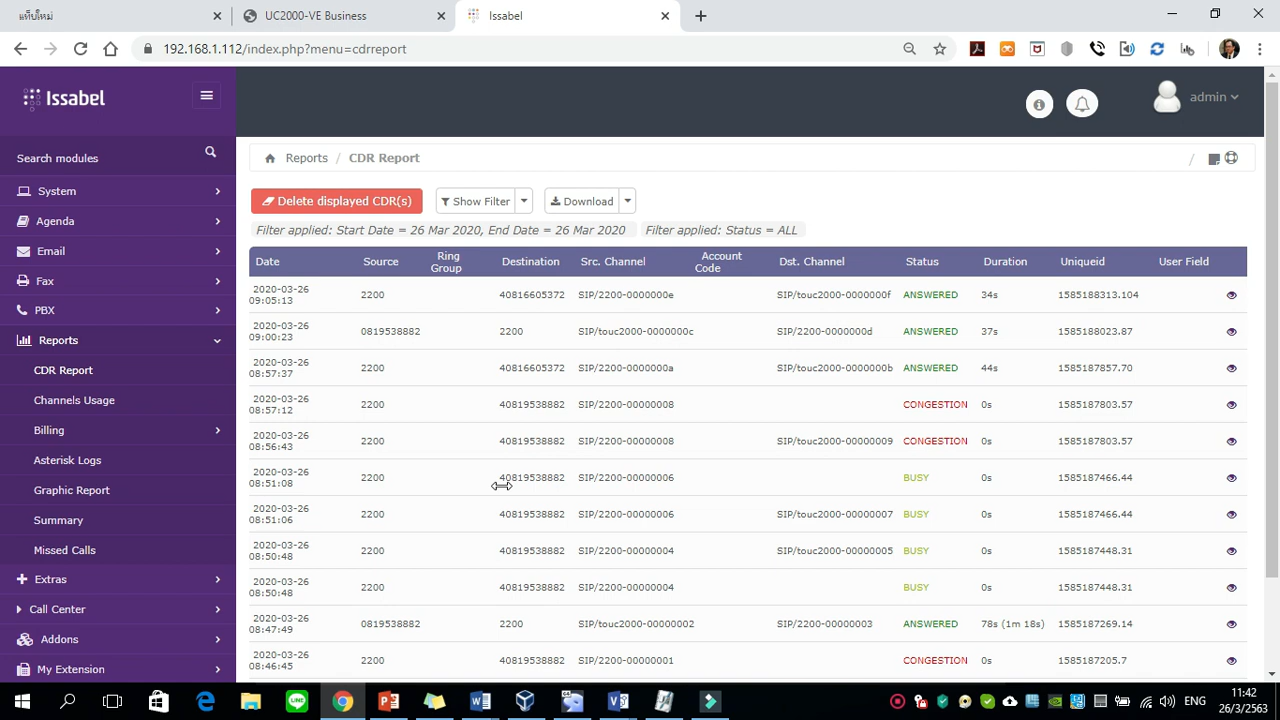 แท็บใหม่
UC2000-VE Business
Issabel
192.168.1.112/index.php?menu=cdrreport
Issabel
admin
Search modules
Reports / CDR Report /
System
Delete displayed CDR(s) Show Filter Download
Agenda
Filter applied: Start Date = 26 Mar 2020, End Date = 26 Mar 2020 Filter applied: Status = ALL
Email
Fax
PBX
Reports
CDR Report
Channels Usage
Billing
Asterisk Logs
Graphic Report
Summary
Missed Calls
Extras
Call Center
Addons
My Extension
Date Source Ring Group Destination Src. Channel Account Code Dst. Channel Status Duration Uniqueid User Field
2020-03-26 09:05:13 2200 40816605372 SIP/2200-0000000e SIP/touc2000-0000000f ANSWERED 34s 1585188313.104
2020-03-26 09:00:23 0819538882 2200 SIP/touc2000-0000000c SIP/2200-0000000d ANSWERED 37s 1585188023.87
2020-03-26 08:57:37 2200 40816605372 SIP/2200-0000000a SIP/touc2000-0000000b ANSWERED 44s 1585187857.70
2020-03-26 08:57:12 2200 40819538882 SIP/2200-00000008 CONGESTION 0s 1585187803.57
2020-03-26 08:56:43 2200 40819538882 SIP/2200-00000008 SIP/touc2000-00000009 CONGESTION 0s 1585187803.57
2020-03-26 08:51:08 2200 40819538882 SIP/2200-00000006 BUSY 0s 1585187466.44
2020-03-26 08:51:06 2200 40819538882 SIP/2200-00000006 SIP/touc2000-00000007 BUSY 0s 1585187466.44
2020-03-26 08:50:48 2200 40819538882 SIP/2200-00000004 SIP/touc2000-00000005 BUSY 0s 1585187448.31
2020-03-26 08:50:48 2200 40819538882 SIP/2200-00000004 BUSY 0s 1585187448.31
2020-03-26 08:47:49 0819538882 2200 SIP/touc2000-00000002 SIP/2200-00000003 ANSWERED 78s (1m 18s) 1585187269.14
2020-03-26 08:46:45 2200 40819538882 SIP/2200-00000001 CONGESTION 0s 1585187205.7
ENG
11:42
26/3/2563